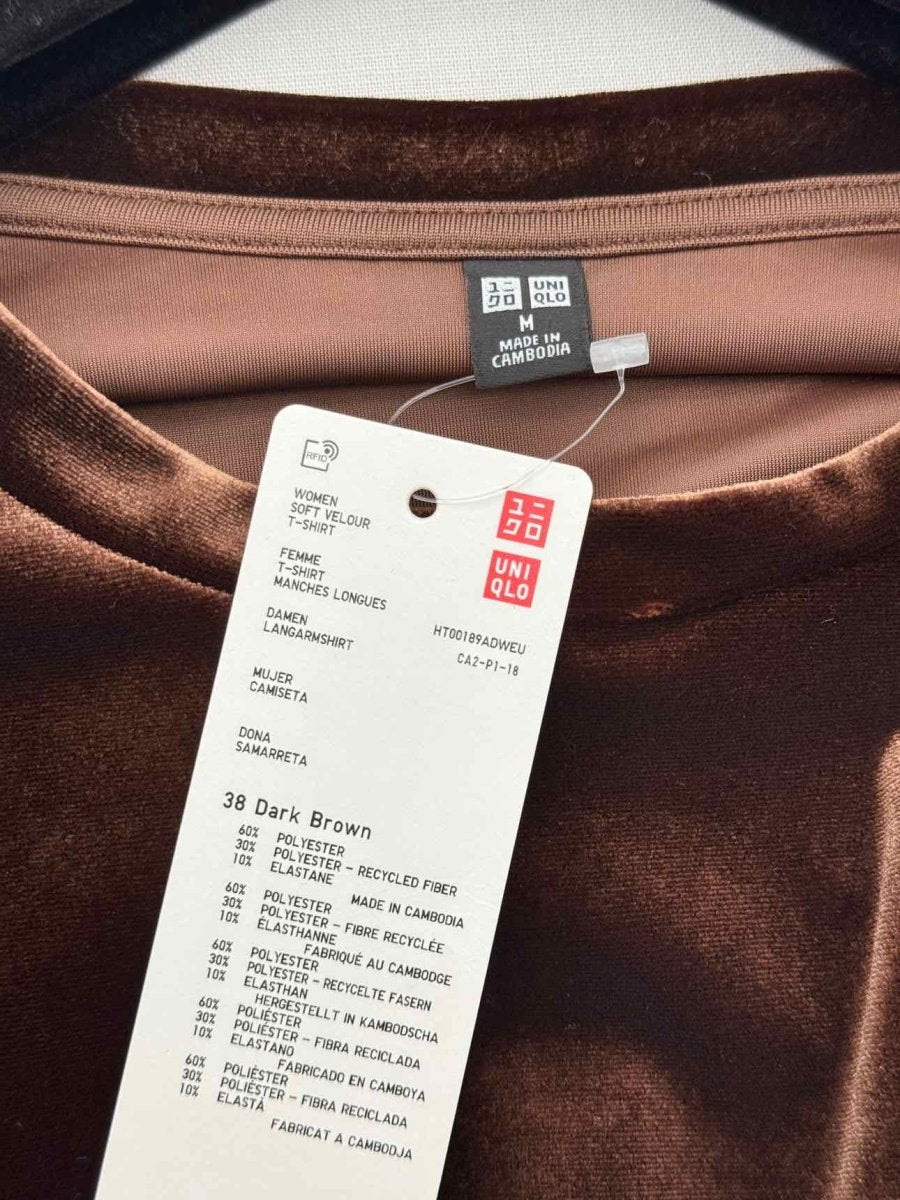 ユニ UNI
クロ QLO
M
MADE IN
CAMBODIA
RFID
ユニ
クロ
UNI
QLO
WOMEN
SOFT VELOUR
T-SHIRT
FEMME
T-SHIRT
MANCHES LONGUES
DAMEN
LANGARMSHIRT
HT00189ADWEU
CA2-P1-18
MUJER
CAMISETA
DONA
SAMARRETA
38 Dark Brown
60% POLYESTER
30% POLYESTER - RECYCLED FIBER
10% ELASTANE
MADE IN CAMBODIA
60% POLYESTER
30% POLYESTER - FIBRE RECYCLÉE
10% ÉLASTHANNE
FABRIQUÉ AU CAMBODGE
60% POLYESTER
30% POLYESTER - RECYCELTE FASERN
10% ELASTHAN
HERGESTELLT IN KAMBODSCHA
60% POLIÉSTER
30% POLIÉSTER - FIBRA RECICLADA
10% ELASTANO
FABRICADO EN CAMBOYA
60% POLIÈSTER
30% POLIÈSTER - FIBRA RECICLADA
10% ELASTÀ
FABRICAT A CAMBODJA